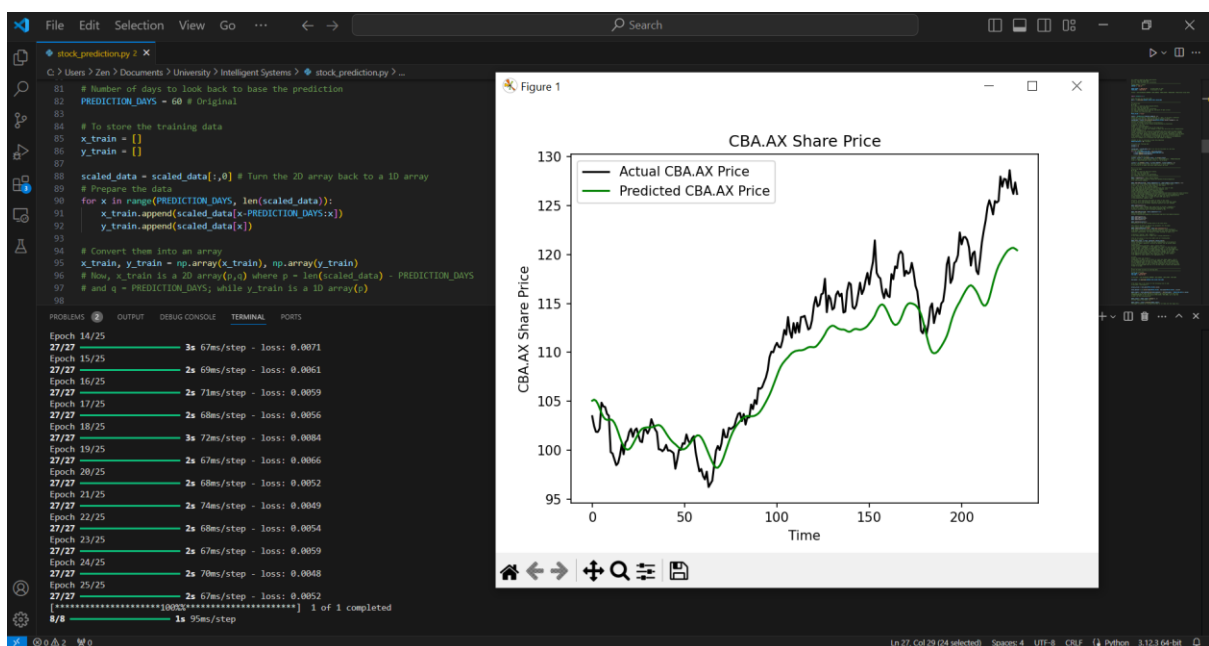 File Edit Selection View Go ··· Search
stock_prediction.py 2
C: > Users > Zen > Documents > University > Intelligent Systems > stock_prediction.py > ...
81 # Number of days to look back to base the prediction
82 PREDICTION_DAYS = 60 # Original
83
84 # To store the training data
85 x_train = []
86 y_train = []
87
88 scaled_data = scaled_data[:,0] # Turn the 2D array back to a 1D array
89 # Prepare the data
90 for x in range(PREDICTION_DAYS, len(scaled_data)):
91 x_train.append(scaled_data[x-PREDICTION_DAYS:x])
92 y_train.append(scaled_data[x])
93
94 # Convert them into an array
95 x_train, y_train = np.array(x_train), np.array(y_train)
96 # Now, x_train is a 2D array(p,q) where p = len(scaled_data) - PREDICTION_DAYS
97 # and q = PREDICTION_DAYS; while y_train is a 1D array(p)
98
PROBLEMS 2 OUTPUT DEBUG CONSOLE TERMINAL PORTS
Epoch 14/25
27/27 3s 67ms/step - loss: 0.0071
Epoch 15/25
27/27 2s 69ms/step - loss: 0.0061
Epoch 16/25
27/27 2s 71ms/step - loss: 0.0059
Epoch 17/25
27/27 2s 68ms/step - loss: 0.0056
Epoch 18/25
27/27 3s 72ms/step - loss: 0.0084
Epoch 19/25
27/27 2s 67ms/step - loss: 0.0066
Epoch 20/25
27/27 2s 68ms/step - loss: 0.0052
Epoch 21/25
27/27 2s 74ms/step - loss: 0.0049
Epoch 22/25
27/27 2s 68ms/step - loss: 0.0054
Epoch 23/25
27/27 2s 67ms/step - loss: 0.0059
Epoch 24/25
27/27 2s 70ms/step - loss: 0.0048
Epoch 25/25
27/27 2s 67ms/step - loss: 0.0052
[*********************100%%**********************] 1 of 1 completed
8/8 1s 95ms/step
Figure 1
CBA.AX Share Price
Actual CBA.AX Price
Predicted CBA.AX Price
CBA.AX Share Price
130
125
120
115
110
105
100
95
0 50 100 150 200
Time
0 2 0 Ln 27, Col 29 (24 selected) Spaces: 4 UTF-8 CRLF Python 3.12.3 64-bit